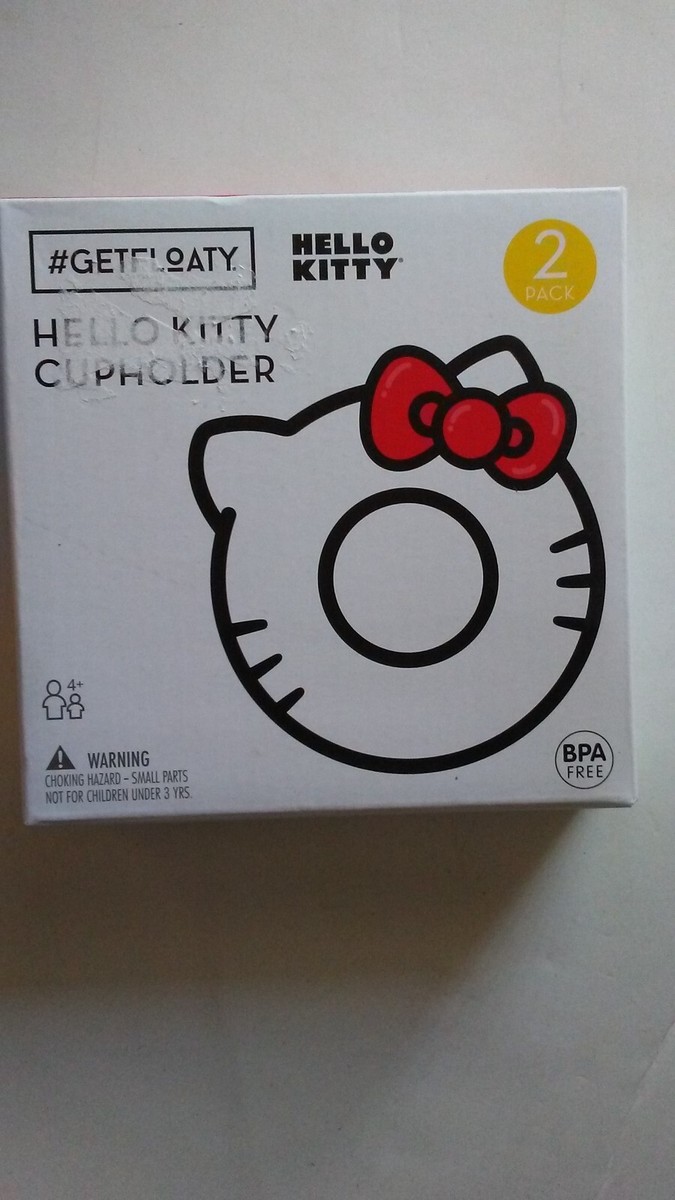 #GETFLOATY.
HELLO
KITTY®
2
PACK
HELLO KITTY
CUPHOLDER
4+
WARNING
CHOKING HAZARD – SMALL PARTS
NOT FOR CHILDREN UNDER 3 YRS.
BPA
FREE